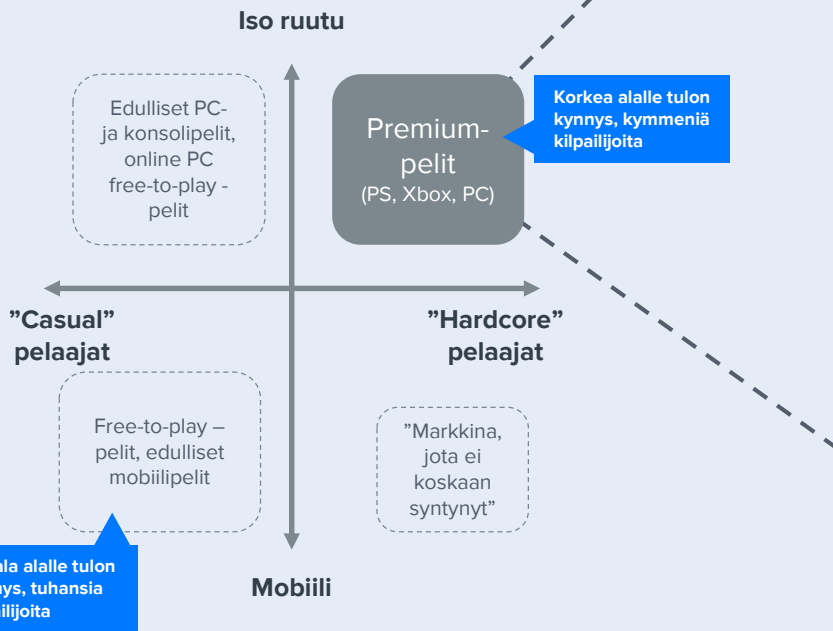 Iso ruutu
Edulliset PC-
ja konsolipelit,
online PC
free-to-play -
pelit
Premium-
pelit
(PS, Xbox, PC)
Korkea alalle tulon
kynnys, kymmeniä
kilpailijoita
”Casual”
pelaajat
”Hardcore”
pelaajat
Free-to-play –
pelit, edulliset
mobiilipelit
”Markkina,
jota ei
koskaan
syntynyt”
alalle tulon
tuhansia
Mobiili